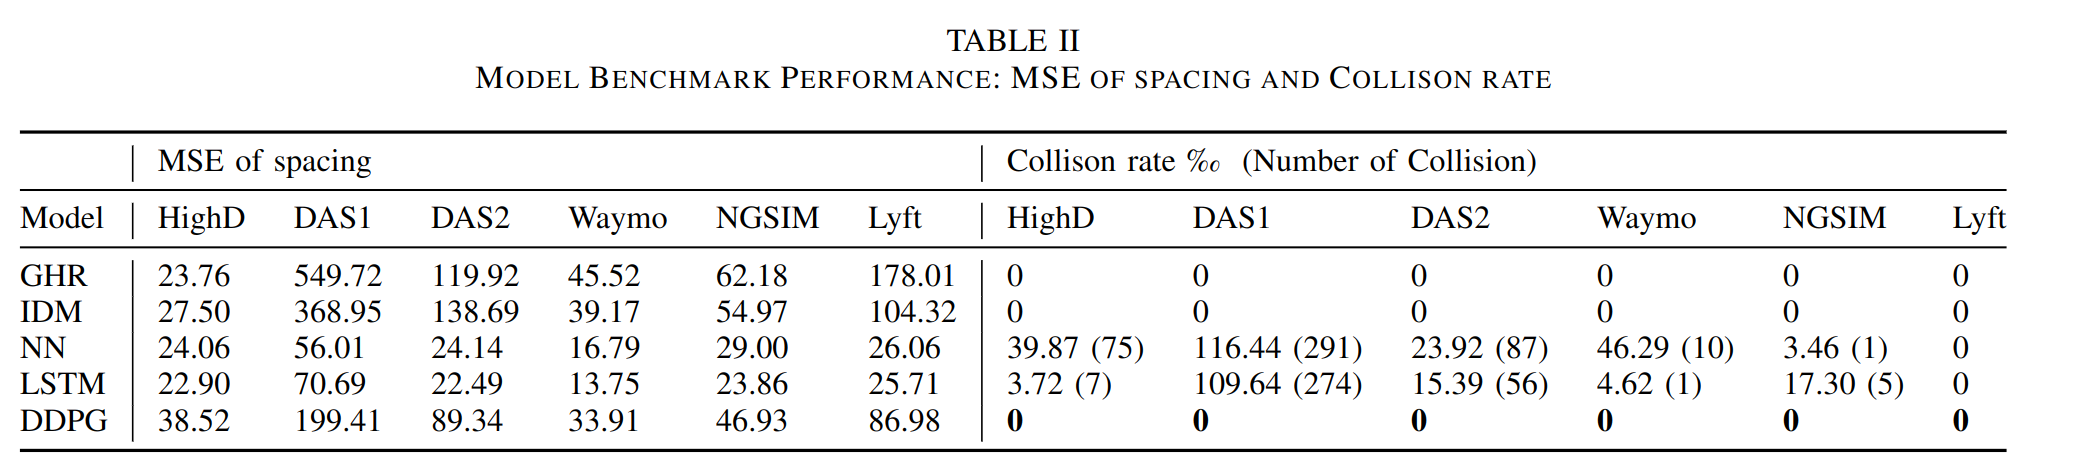 TABLE II
MODEL BENCHMARK PERFORMANCE: MSE OF SPACING AND COLLISON RATE
MSE of spacing Collison rate ‰ (Number of Collision)
Model HighD DAS1 DAS2 Waymo NGSIM Lyft HighD DAS1 DAS2 Waymo NGSIM Lyft
GHR 23.76 549.72 119.92 45.52 62.18 178.01 0 0 0 0 0 0
IDM 27.50 368.95 138.69 39.17 54.97 104.32 0 0 0 0 0 0
NN 24.06 56.01 24.14 16.79 29.00 26.06 39.87 (75) 116.44 (291) 23.92 (87) 46.29 (10) 3.46 (1) 0
LSTM 22.90 70.69 22.49 13.75 23.86 25.71 3.72 (7) 109.64 (274) 15.39 (56) 4.62 (1) 17.30 (5) 0
DDPG 38.52 199.41 89.34 33.91 46.93 86.98 0 0 0 0 0 0